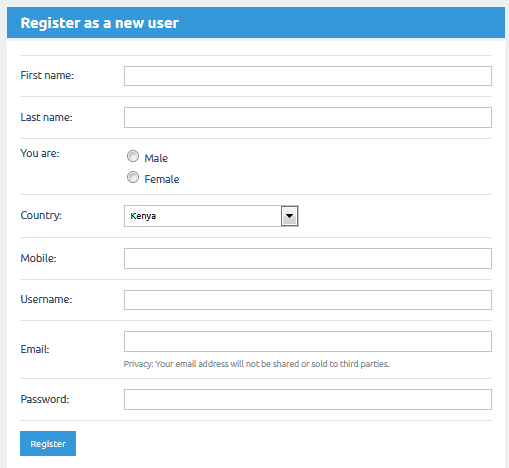 Register as a new user
First name:
Last name:
You are:
Male
Female
Country:
Kenya
Mobile:
Username:
Email:
Privacy: Your email address will not be shared or sold to third parties.
Password:
Register